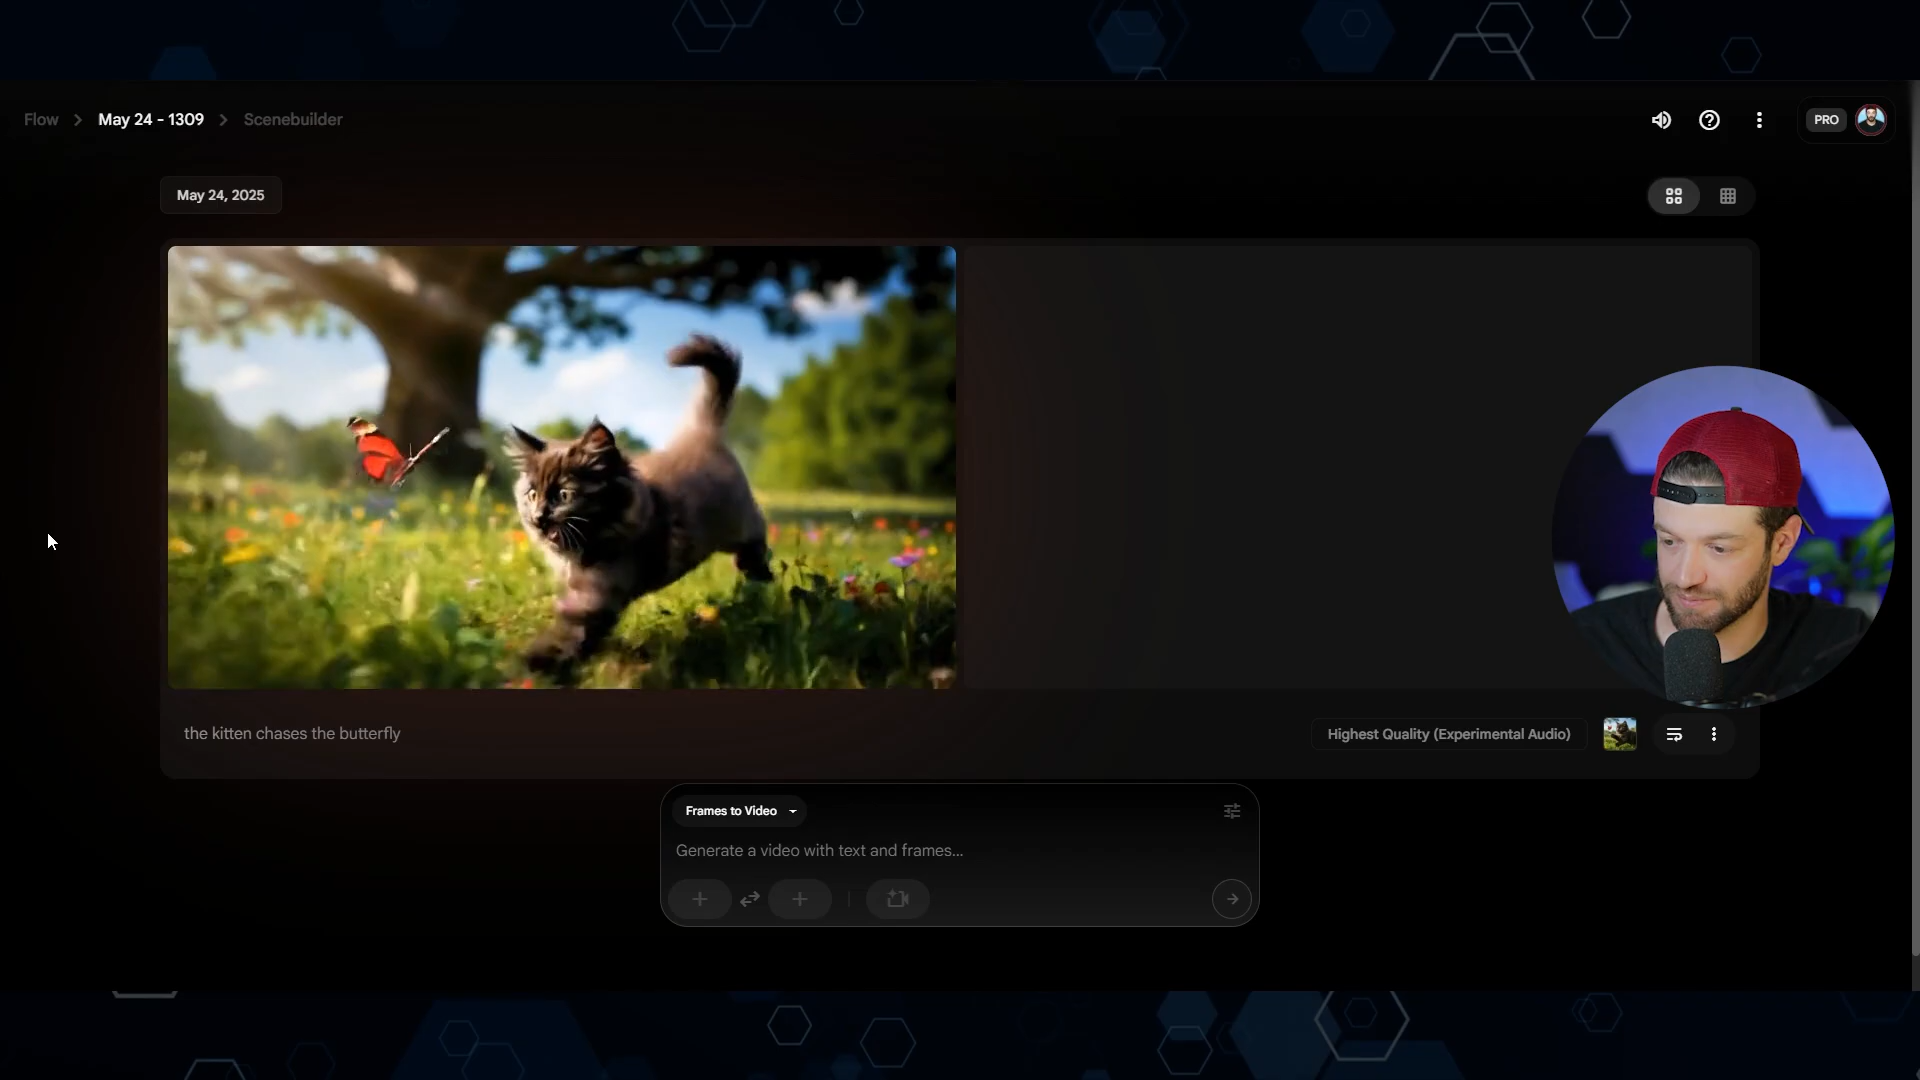 Flow > May 24 - 1309 > Scenebuilder
PRO
May 24, 2025
the kitten chases the butterfly
Highest Quality (Experimental Audio)
Frames to Video
Generate a video with text and frames...